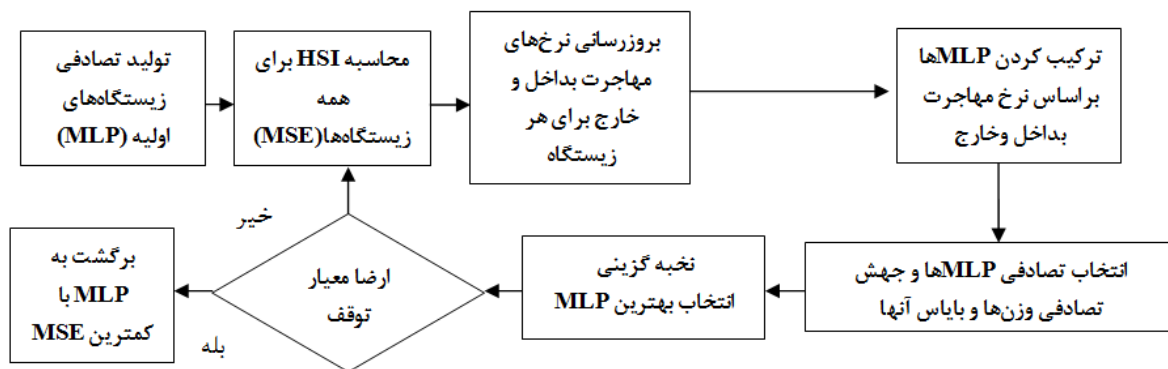 تولید تصادفی
زیستگاه‌های
اولیه (MLP)
محاسبه HSI برای
همه
زیستگاه‌ها(MSE)
بروزرسانی نرخ‌های
مهاجرت بداخل و
خارج برای هر
زیستگاه
ترکیب کردن MLPها
براساس نرخ مهاجرت
بداخل وخارج
انتخاب تصادفی MLPها و جهش
تصادفی وزن‌ها و بایاس آنها
نخبه گزینی
انتخاب بهترین MLP
ارضا معیار
توقف
خیر
بله
برگشت به
MLP با
کمترین MSE